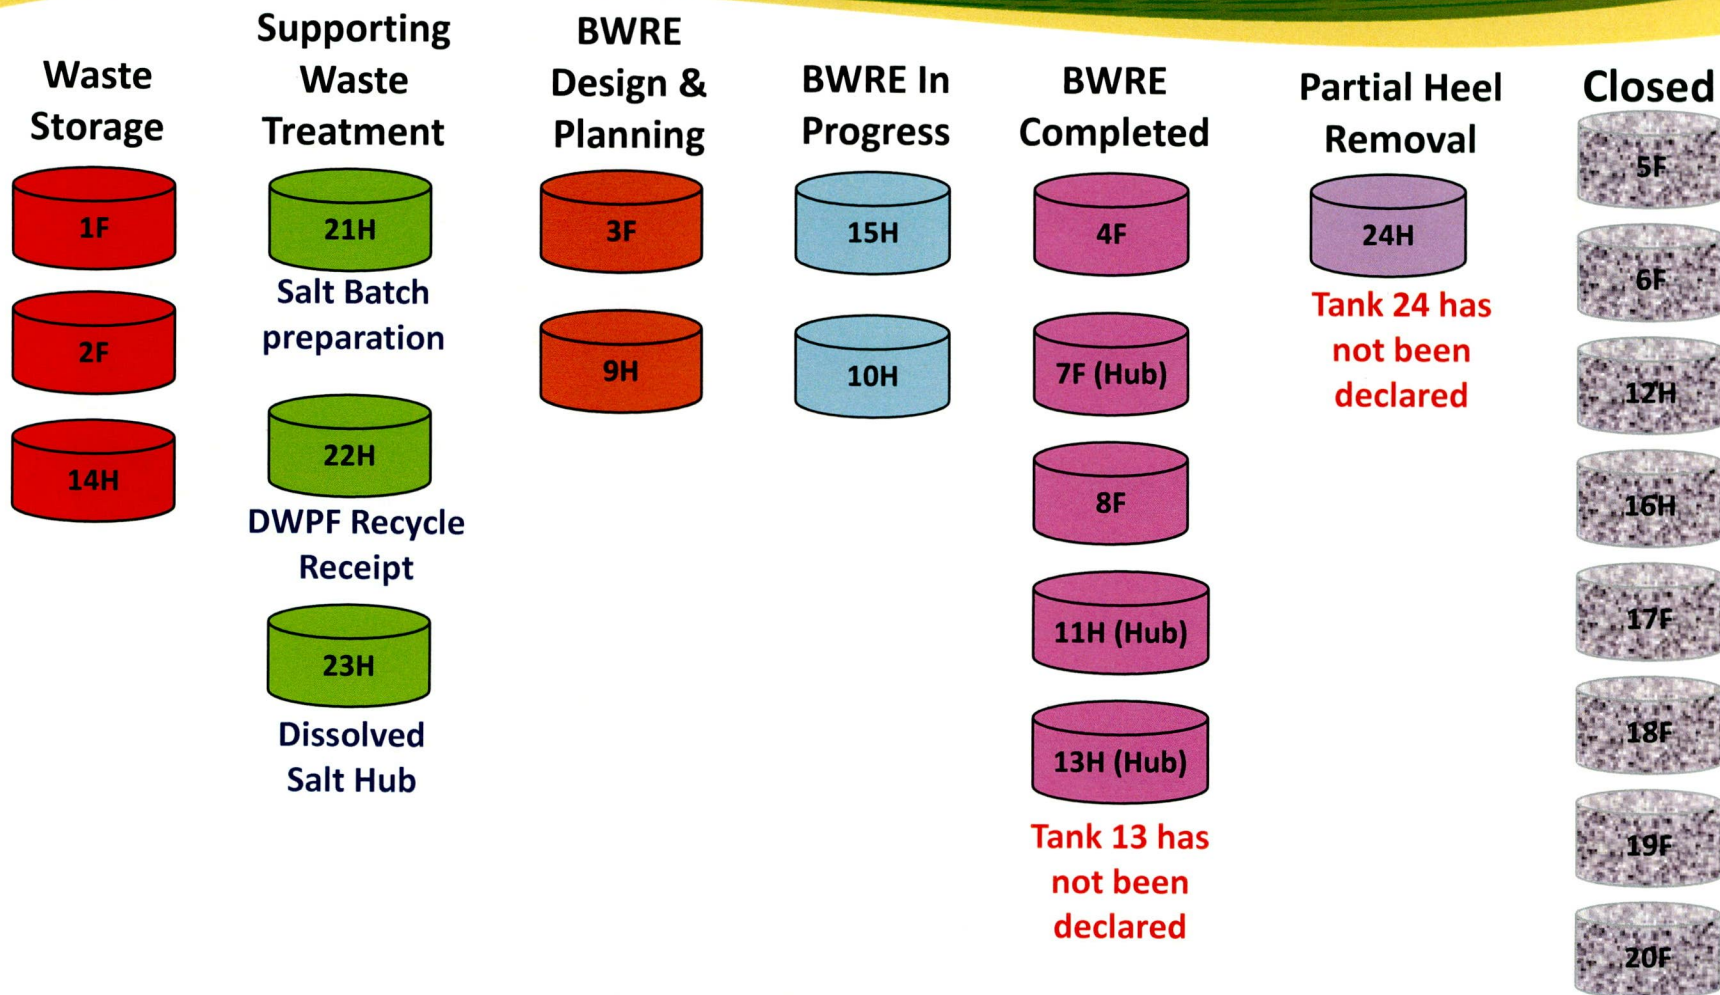 Waste
Storage
1F
2F
14H
Supporting
Waste
Treatment
21H
Salt Batch
preparation
22H
DWPF Recycle
Receipt
23H
Dissolved
Salt Hub
BWRE
Design &
Planning
3F
9H
BWRE In
Progress
15H
10H
BWRE
Completed
4F
7F (Hub)
8F
11H (Hub)
13H (Hub)
Tank 13 has
not been
declared
Partial Heel
Removal
24H
Tank 24 has
not been
declared
Closed
5F
6F
12H
16H
17F
18F
19F
20F